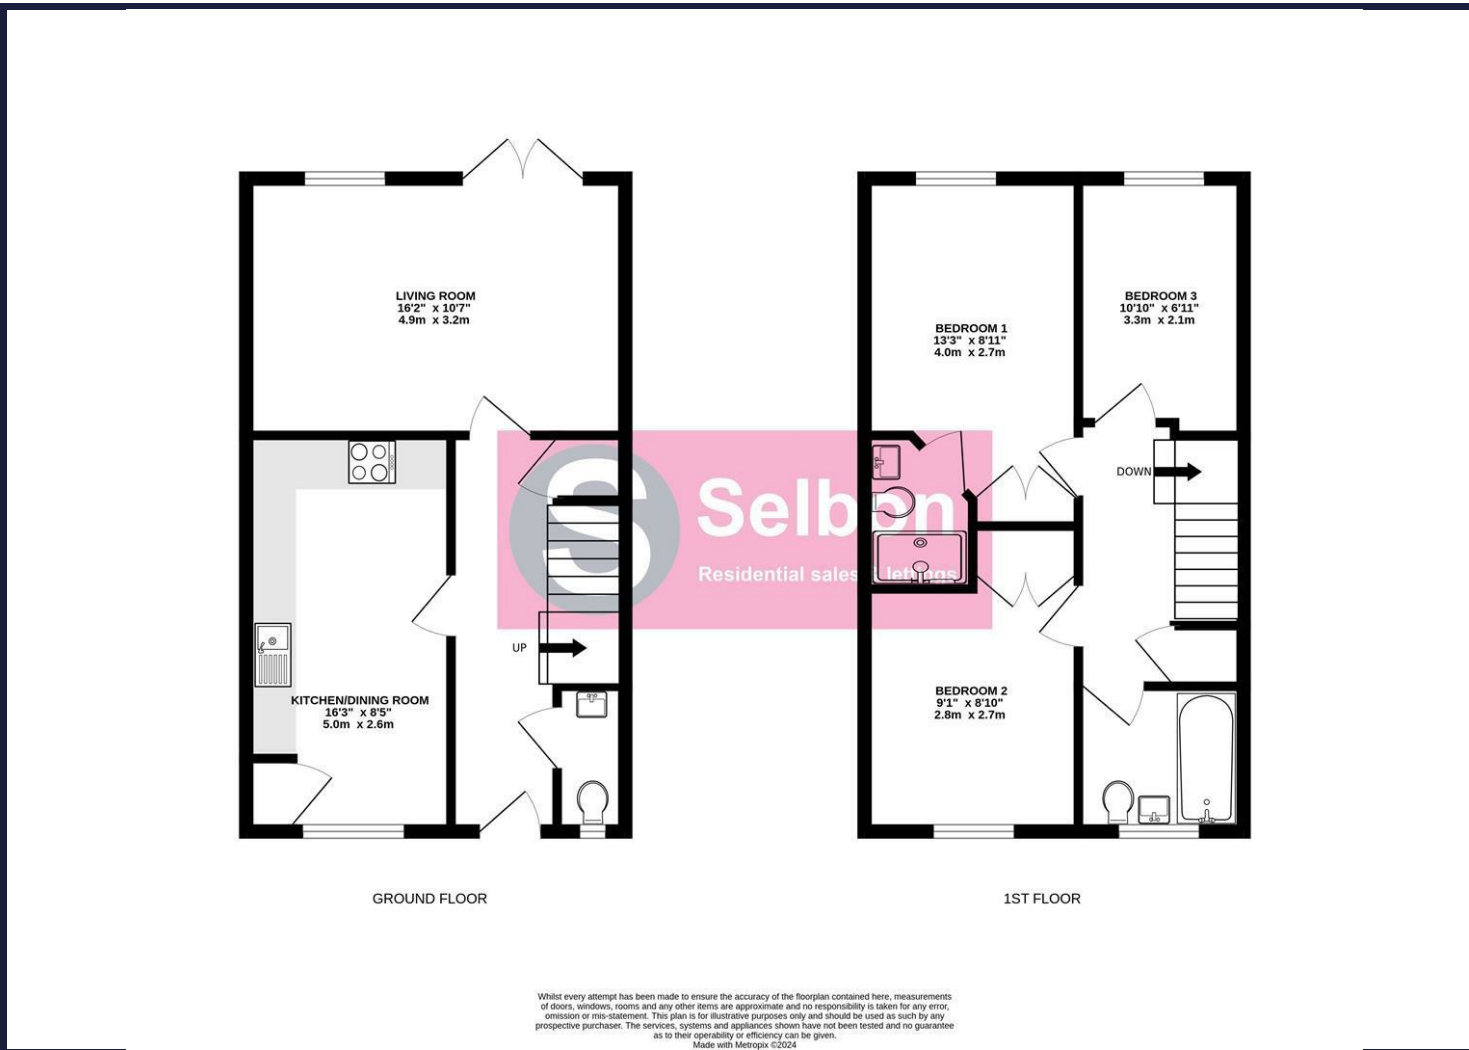 LIVING ROOM
16'2" x 10'7"
4.9m x 3.2m
KITCHEN/DINING ROOM
16'3" x 8'5"
5.0m x 2.6m
UP
GROUND FLOOR
BEDROOM 1
13'3" x 8'11"
4.0m x 2.7m
BEDROOM 3
10'10" x 6'11"
3.3m x 2.1m
DOWN
BEDROOM 2
9'1" x 8'10"
2.8m x 2.7m
1ST FLOOR
S Selbon
Residential sales & lettings
Whilst every attempt has been made to ensure the accuracy of the floorplan contained here, measurements
of doors, windows, rooms and any other items are approximate and no responsibility is taken for any error,
omission or mis-statement. This plan is for illustrative purposes only and should be used as such by any
prospective purchaser. The services, systems and appliances shown have not been tested and no guarantee
as to their operability or efficiency can be given.
Made with Metropix ©2024